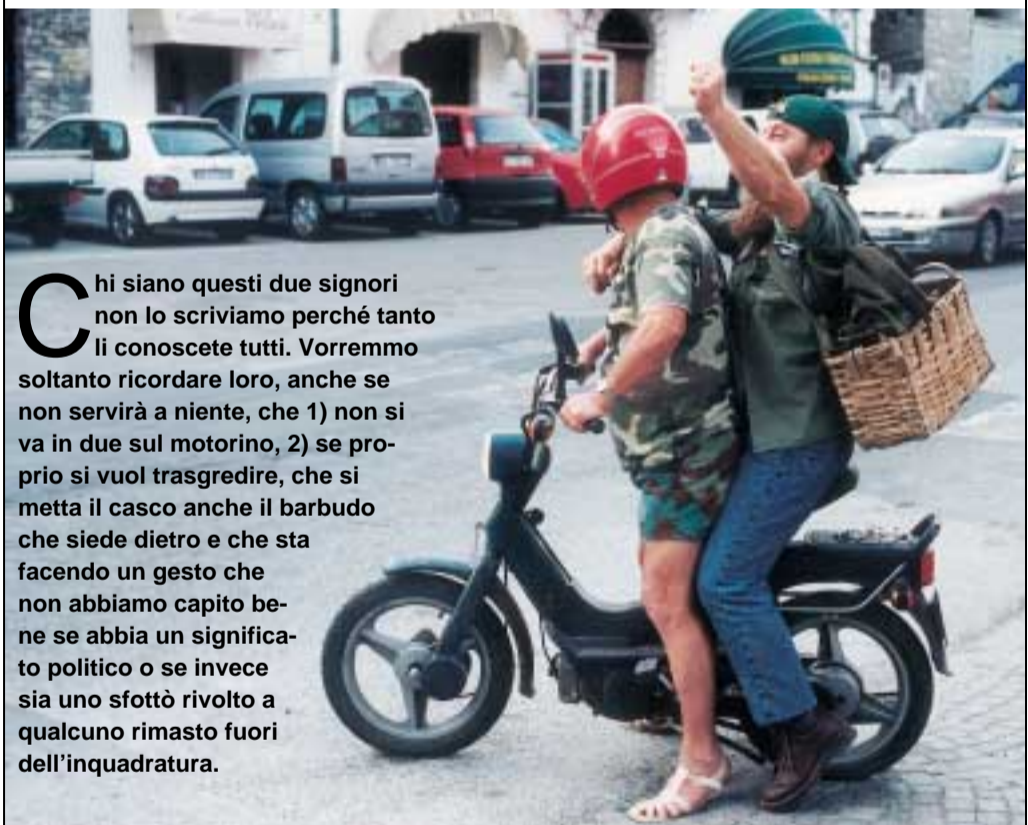 Chi siano questi due signori
non lo scriviamo perché tanto
li conoscete tutti. Vorremmo
soltanto ricordare loro, anche se
non servirà a niente, che 1) non si
va in due sul motorino, 2) se pro-
prio si vuol trasgredire, che si
metta il casco anche il barbudo
che siede dietro e che sta
facendo un gesto che
non abbiamo capito be-
ne se abbia un significa-
to politico o se invece
sia uno sfottò rivolto a
qualcuno rimasto fuori
dell'inquadratura.